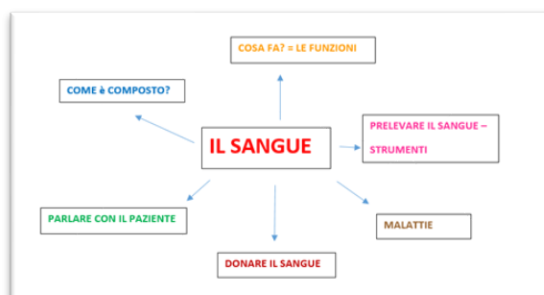 COSA FA? = LE FUNZIONI
COME è COMPOSTO?
IL SANGUE
PRELEVARE IL SANGUE –
STRUMENTI
PARLARE CON IL PAZIENTE
MALATTIE
DONARE IL SANGUE